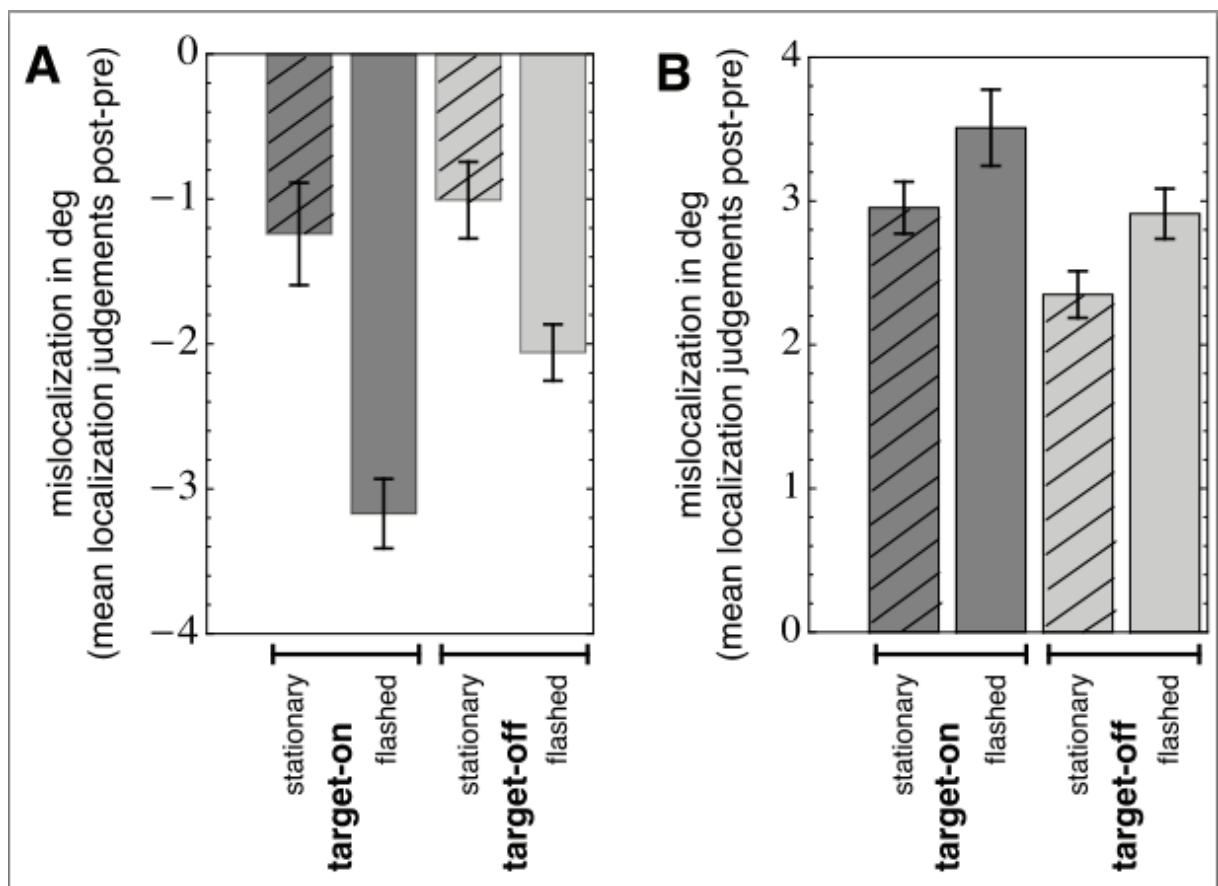 A
mislocalization in deg
(mean localization judgements post-pre)
0
−1
−2
−3
−4
stationary
flashed
target-on
stationary
flashed
target-off
B
mislocalization in deg
(mean localization judgements post-pre)
4
3
2
1
0
stationary
flashed
target-on
stationary
flashed
target-off